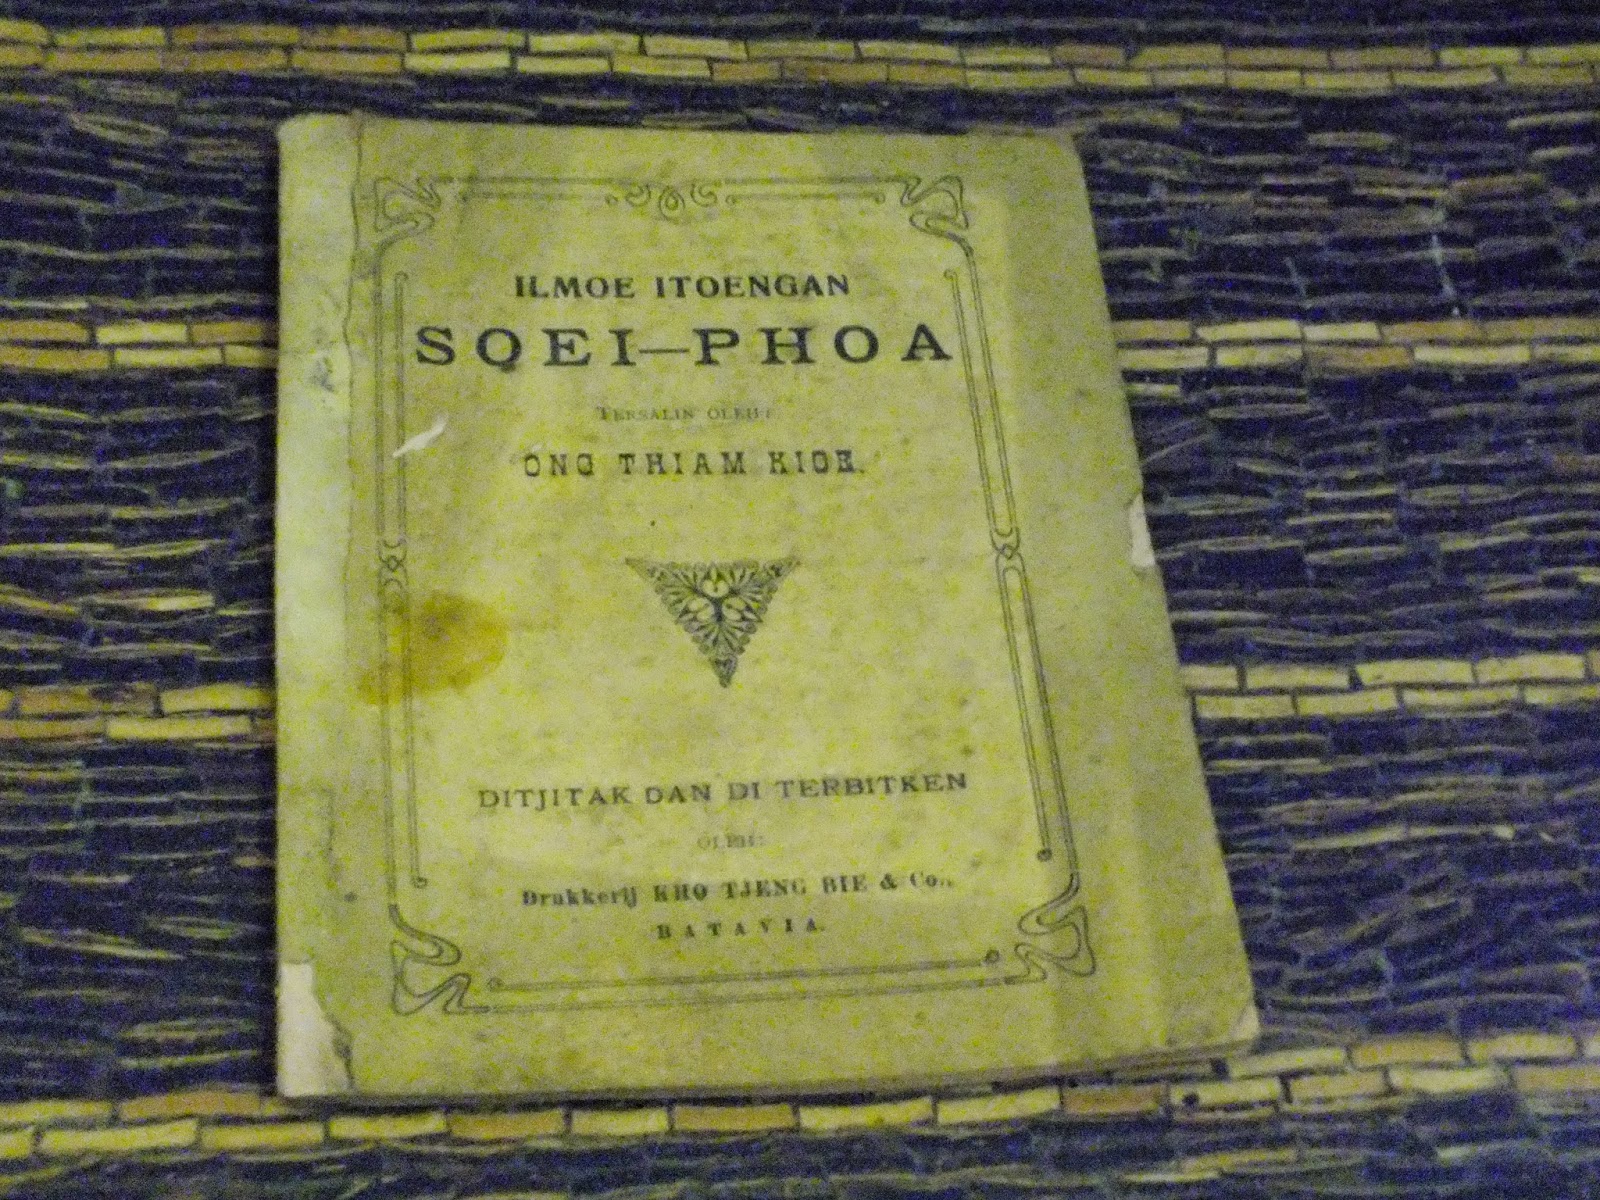 ILMOE ITOENGAN
SOEI—PHOA
TERSALIN OLEH:
ONG THIAM KIOE.
DITJITAK DAN DI TERBITKEN
OLEH:
Drukkerij KHO TJENG BIE & Co.,
BATAVIA.